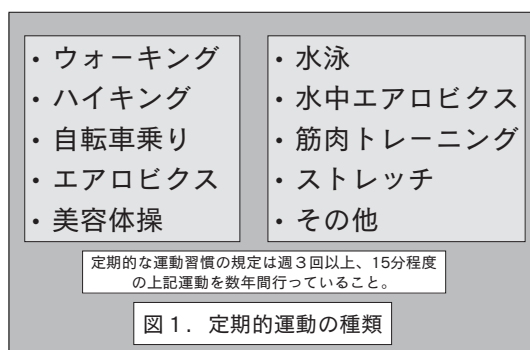 ・ウォーキング
・ハイキング
・自転車乗り
・エアロビクス
・美容体操
・水泳
・水中エアロビクス
・筋肉トレーニング
・ストレッチ
・その他
定期的な運動習慣の規定は週３回以上、15分程度
の上記運動を数年間行っていること。
図１．定期的運動の種類